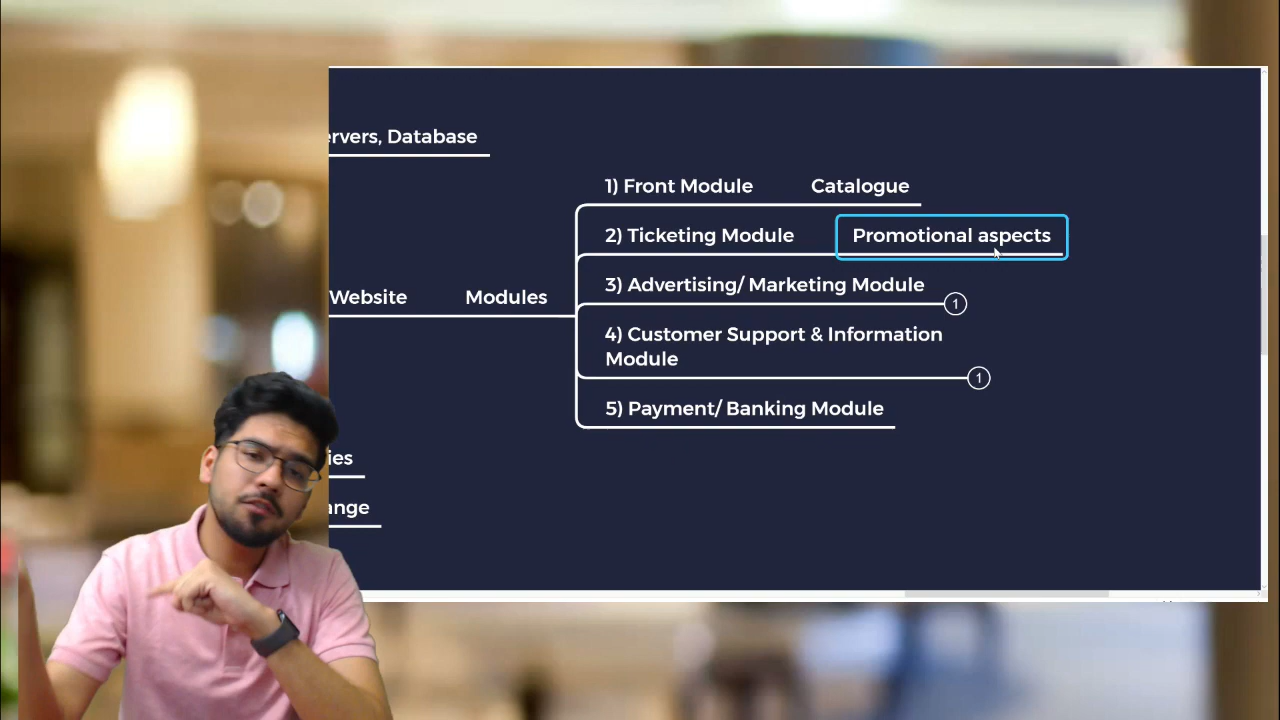 ervers, Database
1) Front Module Catalogue
2) Ticketing Module Promotional aspects
3) Advertising/ Marketing Module
1
Website Modules
4) Customer Support & Information
Module
1
5) Payment/ Banking Module
ies
ange